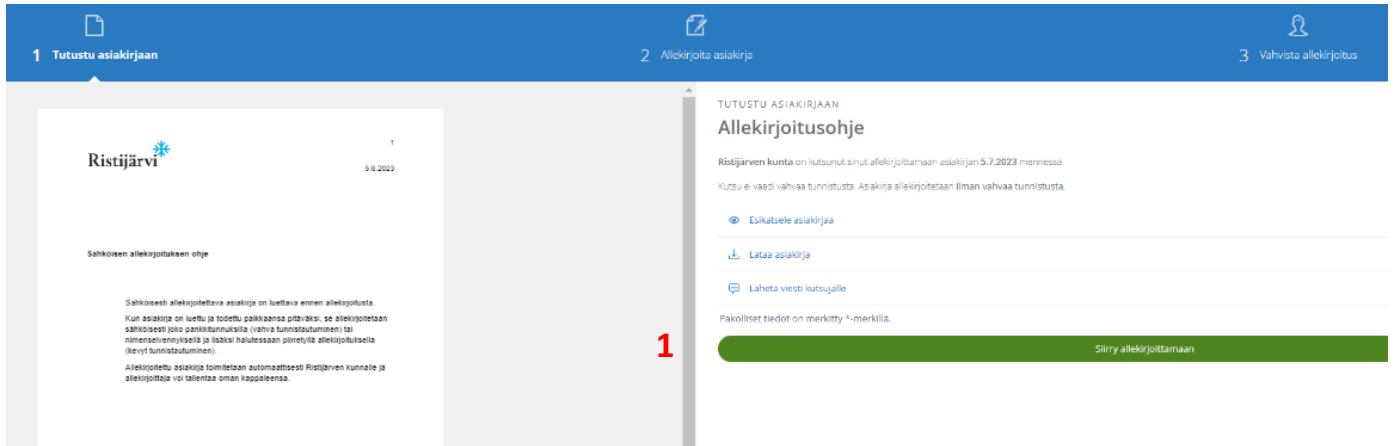 1 Tutustu asiakirjaan
2 Allekirjoita asiakirja
3 Vahvista allekirjoitus
Ristijärvi
1
5.6.2023
Sähköisen allekirjoituksen ohje
Sähköisesti allekirjoitettava asiakirja on luettava ennen allekirjoitusta.
Kun asiakirja on luettu ja todettu paikkaansa pitäväksi, se allekirjoitetaan
sähköisesti joko pankkitunnuksilla (vahva tunnistautuminen) tai
nimenselvennyksellä ja lisäksi halutessaan piirretyllä allekirjoituksella
(kevyt tunnistautuminen).
Allekirjoitettu asiakirja toimitetaan automaattisesti Ristijärven kunnalle ja
allekirjoittaja voi tallentaa oman kappaleensa.
TUTUSTU ASIAKIRJAAN
Allekirjoitusohje
Ristijärven kunta on kutsunut sinut allekirjoittamaan asiakirjan 5.7.2023 mennessä.
Kutsu ei vaadi vahvaa tunnistusta. Asiakirja allekirjoitetaan ilman vahvaa tunnistusta.
Esikatsele asiakirjaa
Lataa asiakirja
Lähetä viesti kutsujalle
Pakolliset tiedot on merkitty *-merkillä.
1
Siirry allekirjoittamaan